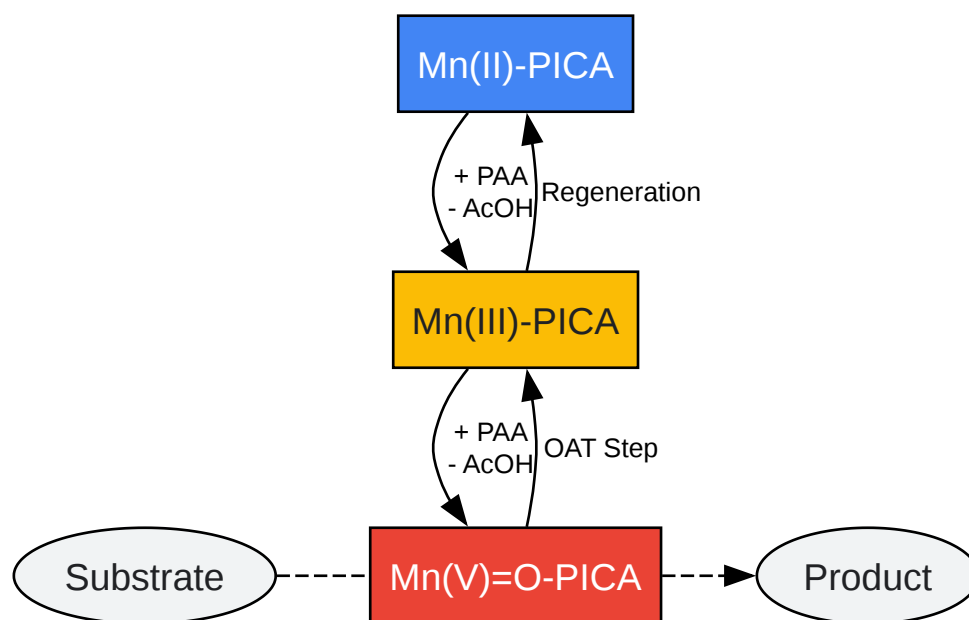 Mn(II)-PICA
+ PAA
- AcOH
Regeneration
Mn(III)-PICA
+ PAA
- AcOH
OAT Step
Substrate
Mn(V)=O-PICA
Product